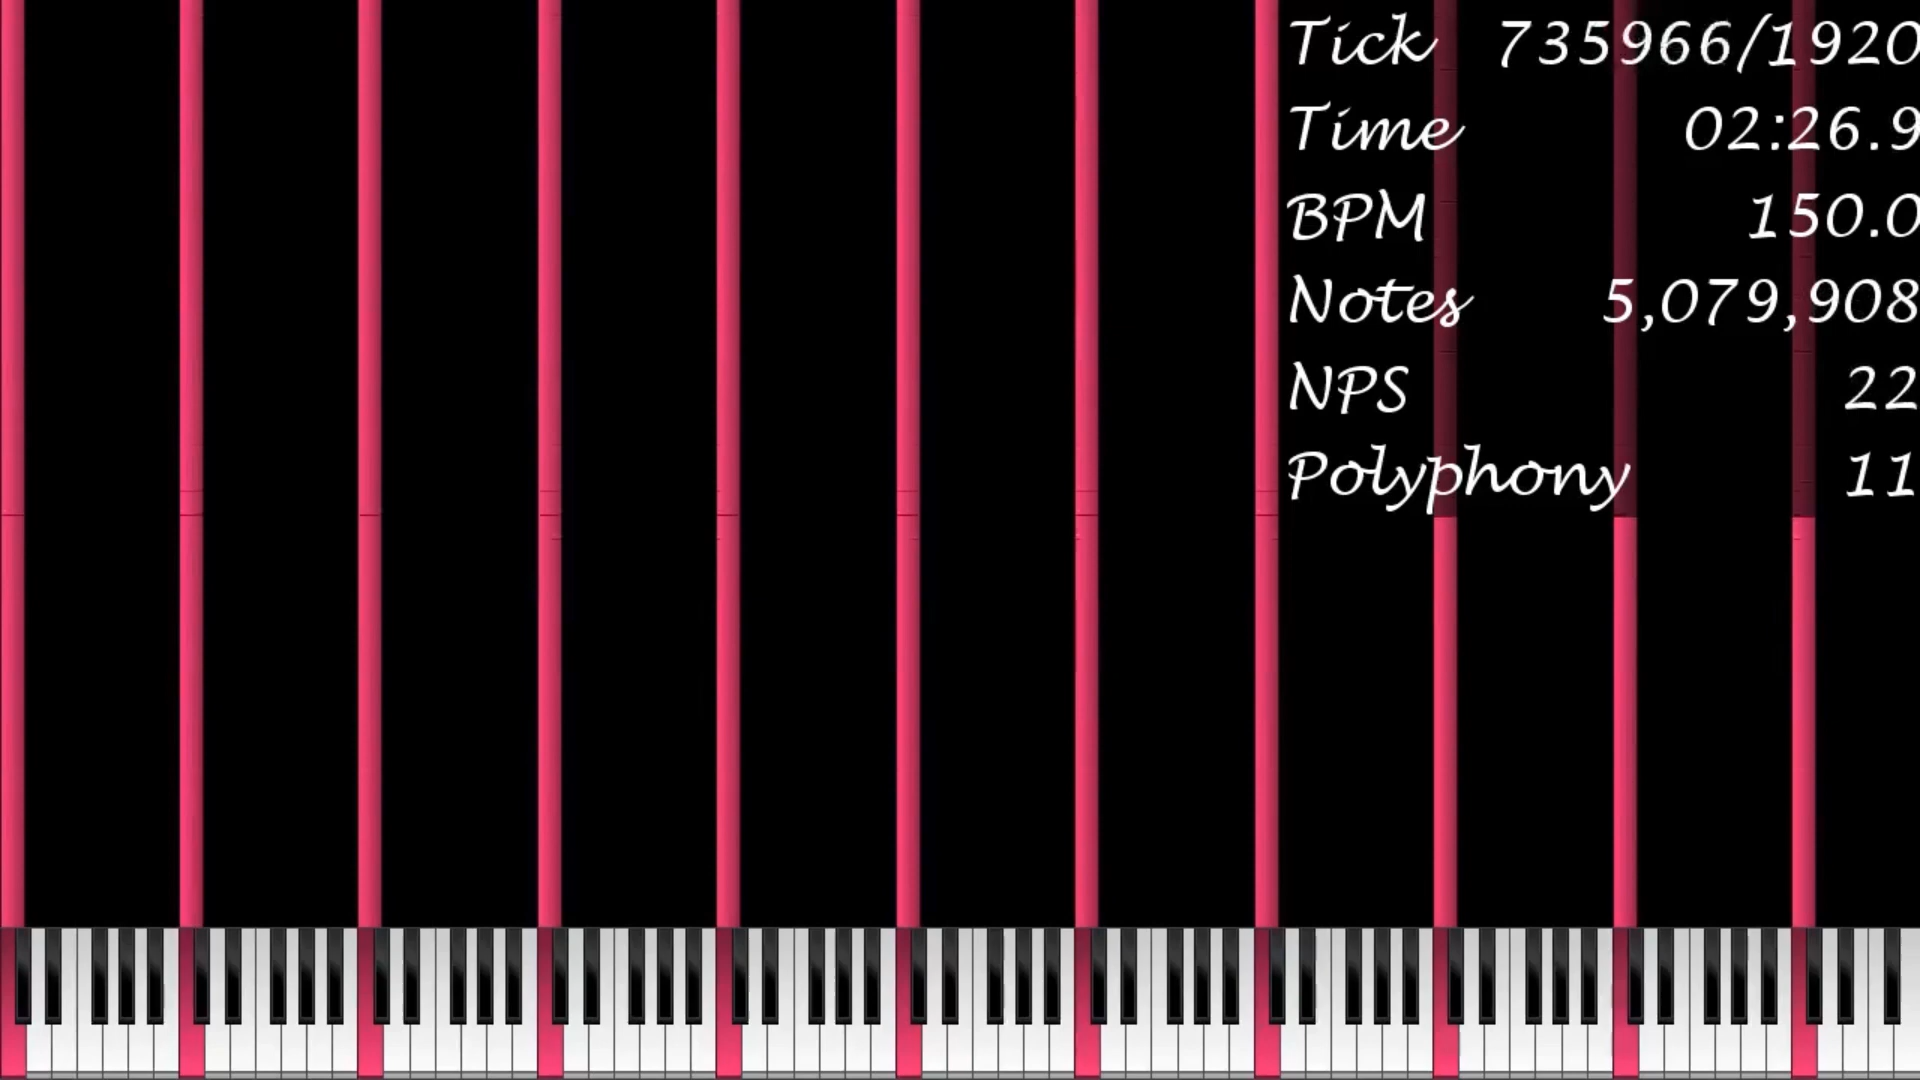 Tick 735966/1920
Time 02:26.9
BPM 150.0
Notes 5,079,908
NPS 22
Polyphony 11